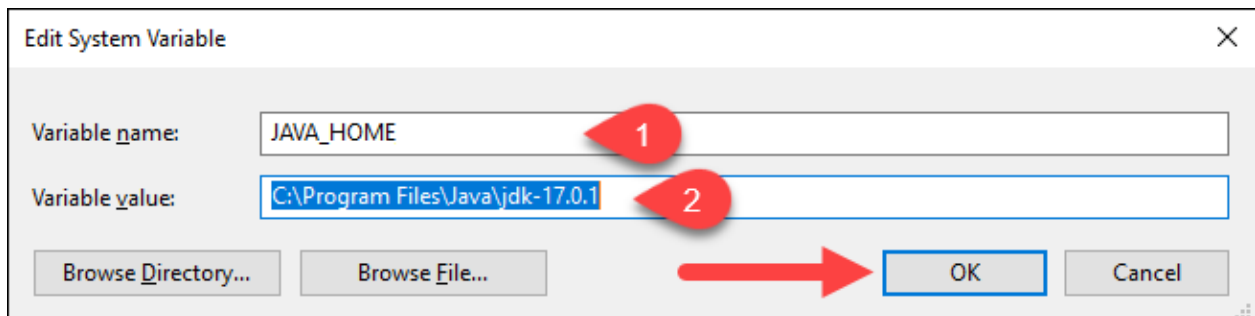 Edit System Variable
Variable name: JAVA_HOME 1
Variable value: C:\Program Files\Java\jdk-17.0.1 2
Browse Directory... Browse File... OK Cancel